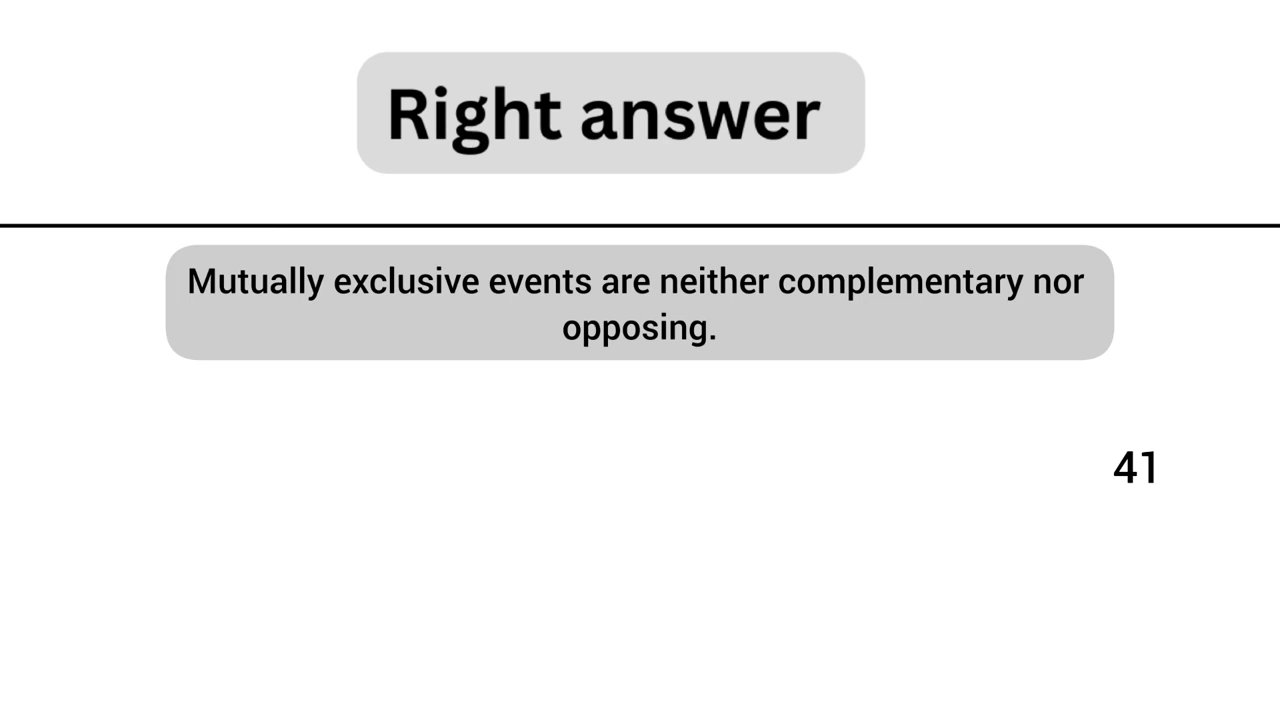 Right answer
Mutually exclusive events are neither complementary nor
opposing.
41